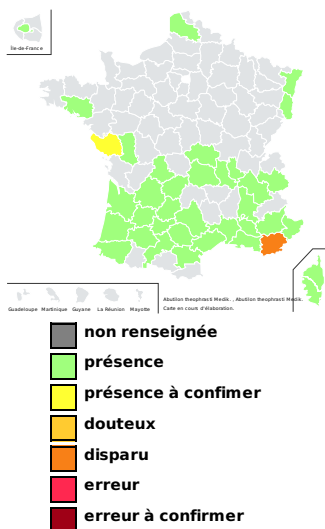 Île-de-France
Guadeloupe Martinique Guyane La Réunion Mayotte
Abutilon theophrasti Medik. , Abutilon theophrasti Medik.
Carte en cours d'élaboration.
non renseignée
présence
présence à confimer
douteux
disparu
erreur
erreur à confirmer